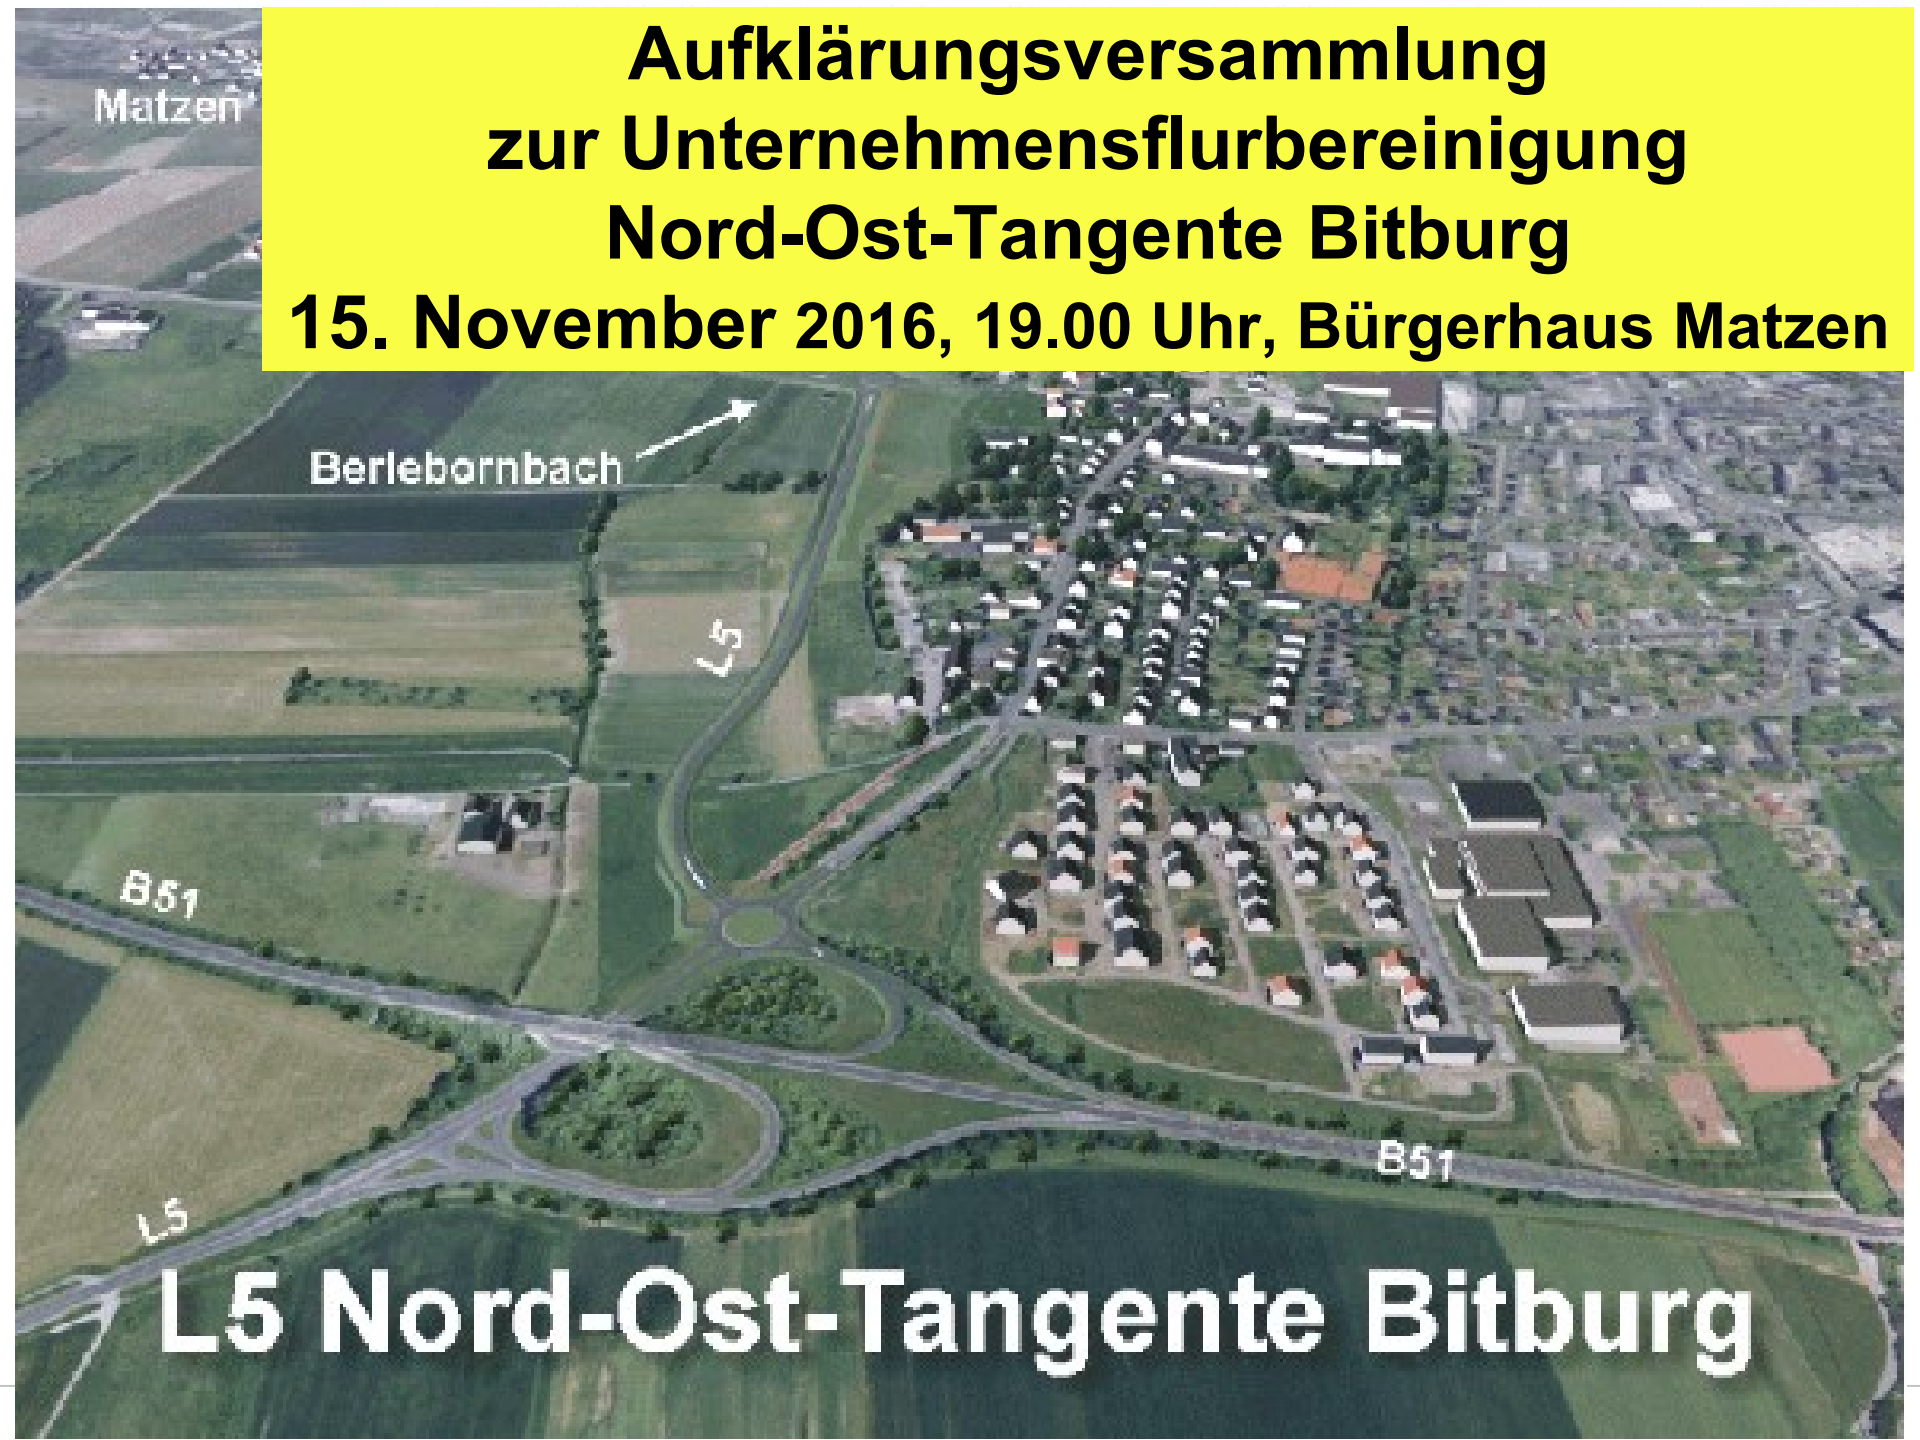 Aufklärungsversammlung
zur Unternehmensflurbereinigung
Nord-Ost-Tangente Bitburg
15. November 2016, 19.00 Uhr, Bürgerhaus Matzen
Matzen
Berlebornbach
L5
B51
B51
L5
L5 Nord-Ost-Tangente Bitburg